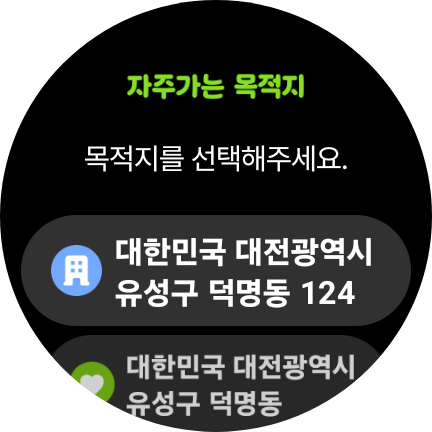 자주가는 목적지
목적지를 선택해주세요.
대한민국 대전광역시
유성구 덕명동 124
대한민국 대전광역시
유성구 덕명동